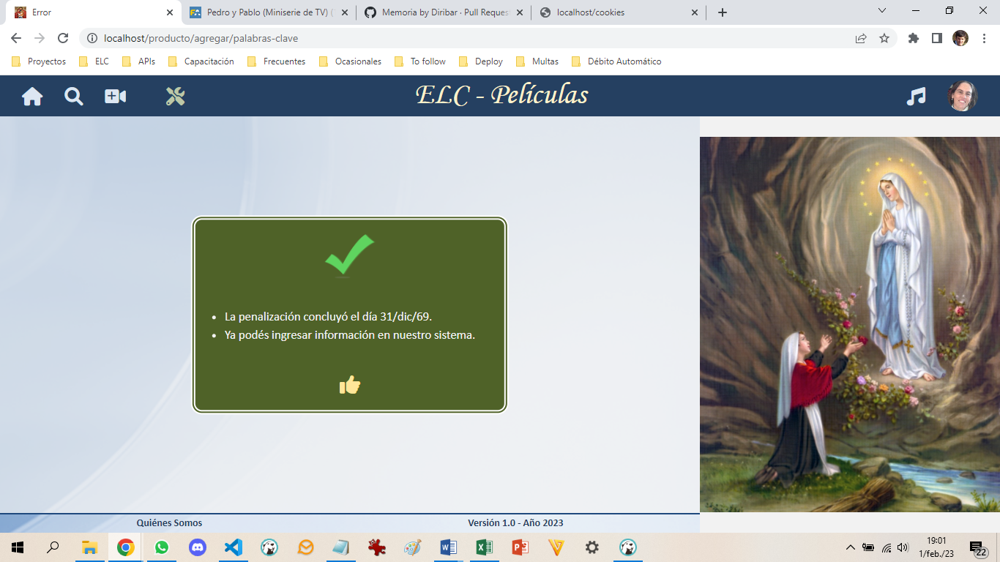 Error
Pedro y Pablo (Miniserie de TV) (
Memoria by Diribar · Pull Reques
localhost/cookies
localhost/producto/agregar/palabras-clave
Proyectos
ELC
APIs
Capacitación
Frecuentes
Ocasionales
To follow
Deploy
Multas
Débito Automático
ELC - Películas
La penalización concluyó el día 31/dic/69.
Ya podés ingresar información en nuestro sistema.
Quiénes Somos
Versión 1.0 - Año 2023
19:01
1/feb./23
22